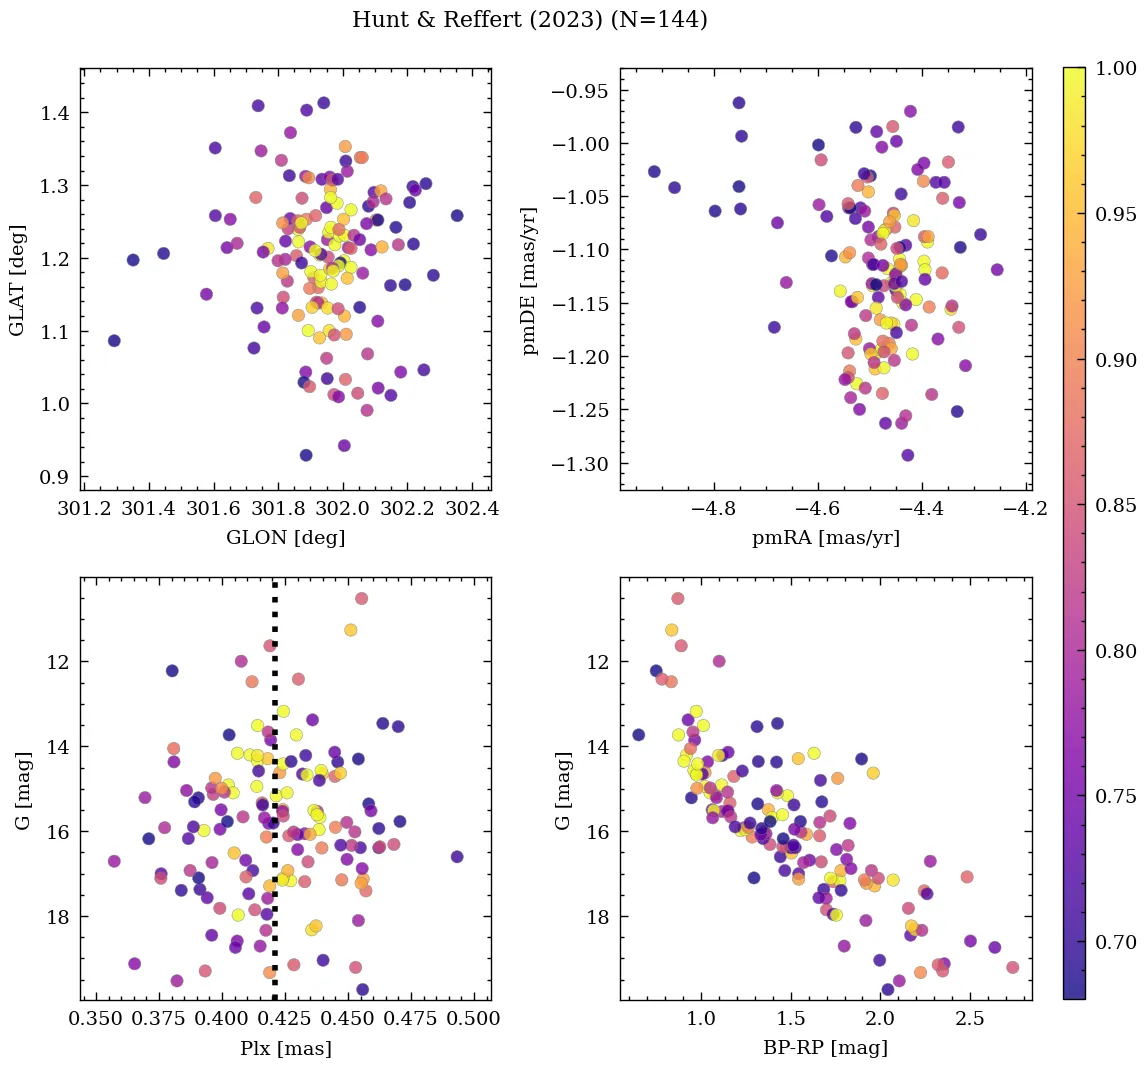 Hunt & Reffert (2023) (N=144)
1.4
1.3
1.2
1.1
1.0
0.9
GLAT [deg]
301.2 301.4 301.6 301.8 302.0 302.2 302.4
GLON [deg]
−0.95
−1.00
−1.05
−1.10
−1.15
−1.20
−1.25
−1.30
pmDE [mas/yr]
−4.8 −4.6 −4.4 −4.2
pmRA [mas/yr]
12
14
16
18
G [mag]
0.350 0.375 0.400 0.425 0.450 0.475 0.500
Plx [mas]
12
14
16
18
G [mag]
1.0 1.5 2.0 2.5
BP-RP [mag]
1.00
0.95
0.90
0.85
0.80
0.75
0.70